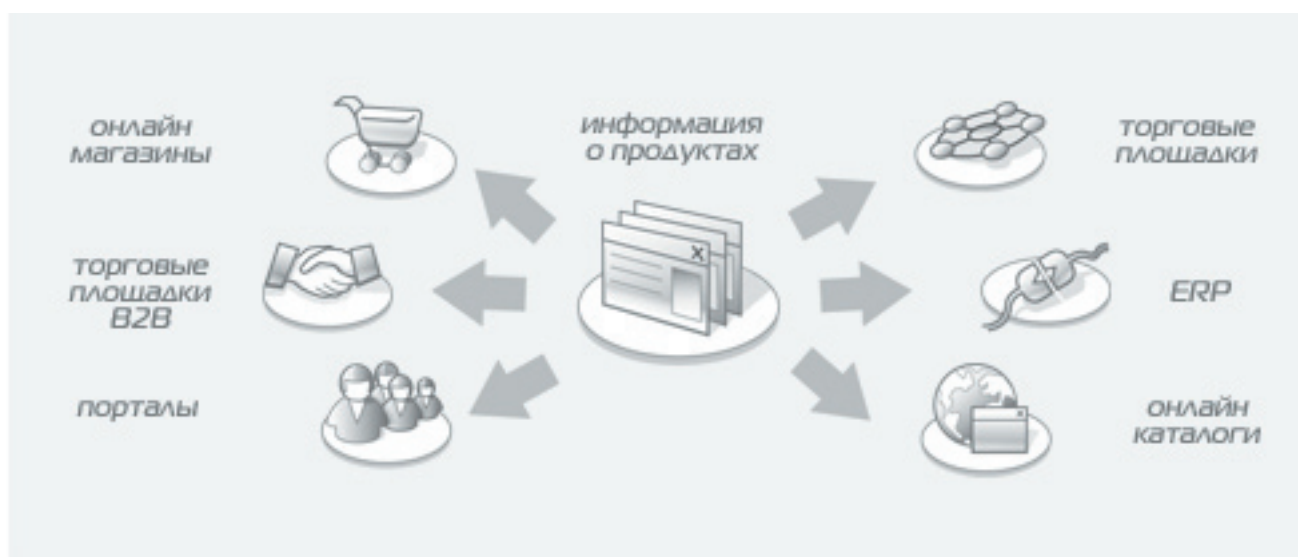 онлайн
магазины
информация
о продуктах
торговые
площадки
торговые
площадки
B2B
ERP
порталы
онлайн
каталоги